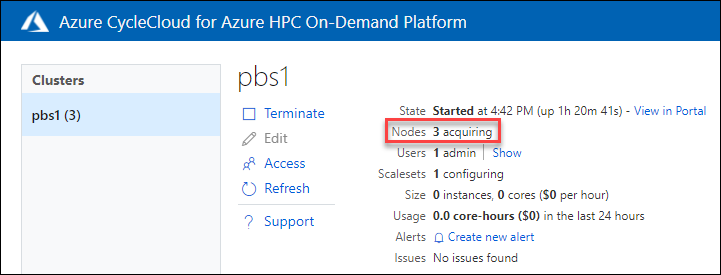 Azure CycleCloud for Azure HPC On-Demand Platform
Clusters
pbs1 (3)
pbs1
Terminate
Edit
Access
Refresh
Support
State Started at 4:42 PM (up 1h 20m 41s) - View in Portal
Nodes 3 acquiring
Users 1 admin Show
Scalesets 1 configuring
Size 0 instances, 0 cores ($0 per hour)
Usage 0.0 core-hours ($0) in the last 24 hours
Alerts Create new alert
Issues No issues found